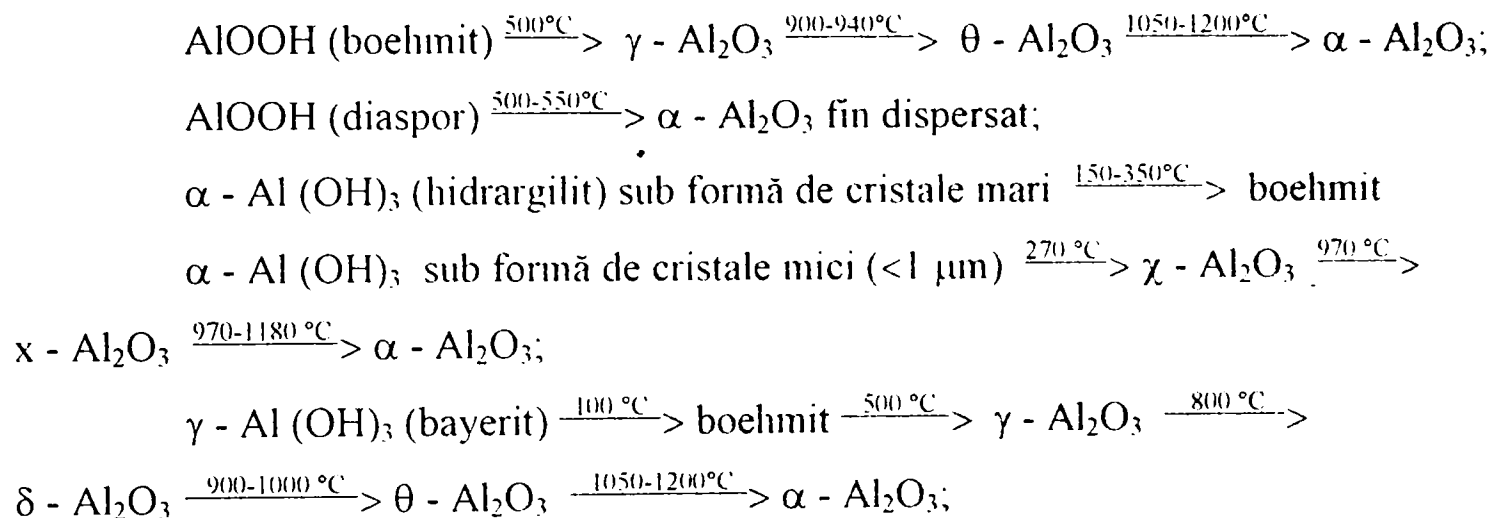 AlOOH (boehmit) 500°C> γ - Al₂O₃ 900-940°C> θ - Al₂O₃ 1050-1200°C> α - Al₂O₃;
AlOOH (diaspor) 500-550°C> α - Al₂O₃ fin dispersat;
α - Al (OH)₃ (hidrargilit) sub formă de cristale mari 150-350°C> boehmit
α - Al (OH)₃ sub formă de cristale mici (<1 μm) 270 °C> χ - Al₂O₃ 970 °C>
x - Al₂O₃ 970-1180 °C> α - Al₂O₃;
γ - Al (OH)₃ (bayerit) 100 °C> boehmit 500 °C> γ - Al₂O₃ 800 °C>
δ - Al₂O₃ 900-1000 °C> θ - Al₂O₃ 1050-1200°C> α - Al₂O₃;